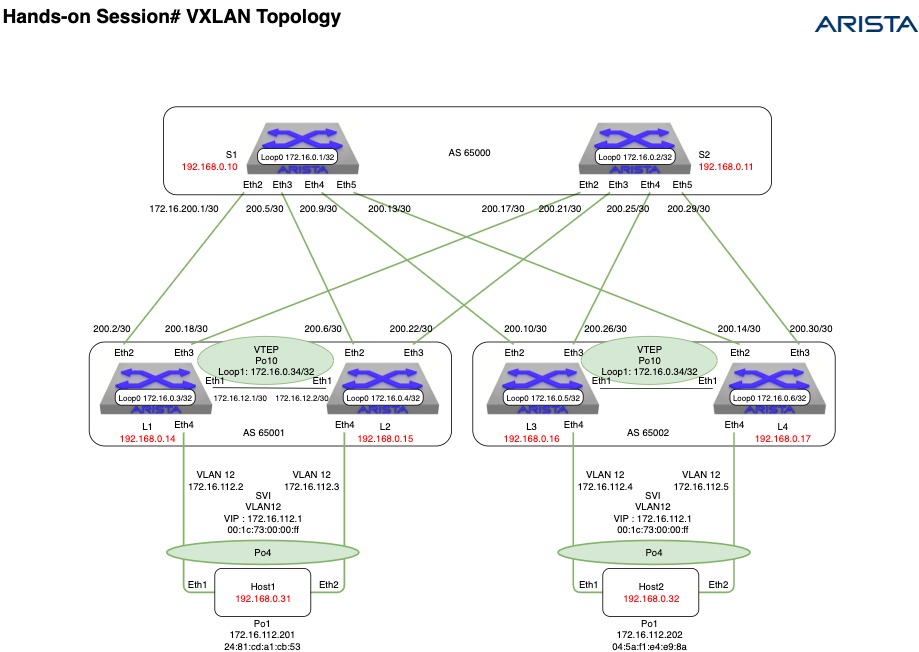 Hands-on Session# VXLAN Topology
ARISTA
S1
192.168.0.10
Loop0 172.16.0.1/32
ARISTA
AS 65000
Loop0 172.16.0.2/32
ARISTA
S2
192.168.0.11
Eth2 Eth3 Eth4 Eth5
Eth2 Eth3 Eth4 Eth5
172.16.200.1/30 200.5/30 200.9/30 200.13/30
200.17/30 200.21/30 200.25/30 200.29/30
200.2/30 200.18/30 200.6/30 200.22/30
200.10/30 200.26/30 200.14/30 200.30/30
Eth2 Eth3
VTEP
Po10
Loop1: 172.16.0.34/32
Eth2 Eth3
Eth1 Eth1
172.16.12.1/30 172.16.12.2/30
Loop0 172.16.0.3/32
ARISTA
Loop0 172.16.0.4/32
ARISTA
L1
192.168.0.14
Eth4
AS 65001
Eth4
L2
192.168.0.15
Eth2 Eth3
VTEP
Po10
Loop1: 172.16.0.34/32
Eth2 Eth3
Eth1 Eth1
Loop0 172.16.0.5/32
ARISTA
Loop0 172.16.0.6/32
ARISTA
L3
192.168.0.16
Eth4
AS 65002
Eth4
L4
192.168.0.17
VLAN 12
172.16.112.2
VLAN 12
172.16.112.3
SVI
VLAN12
VIP : 172.16.112.1
00:1c:73:00:00:ff
Po4
Eth1
Host1
192.168.0.31
Eth2
Po1
172.16.112.201
24:81:cd:a1:cb:53
VLAN 12
172.16.112.4
VLAN 12
172.16.112.5
SVI
VLAN12
VIP : 172.16.112.1
00:1c:73:00:00:ff
Po4
Eth1
Host2
192.168.0.32
Eth2
Po1
172.16.112.202
04:5a:f1:e4:e9:8a